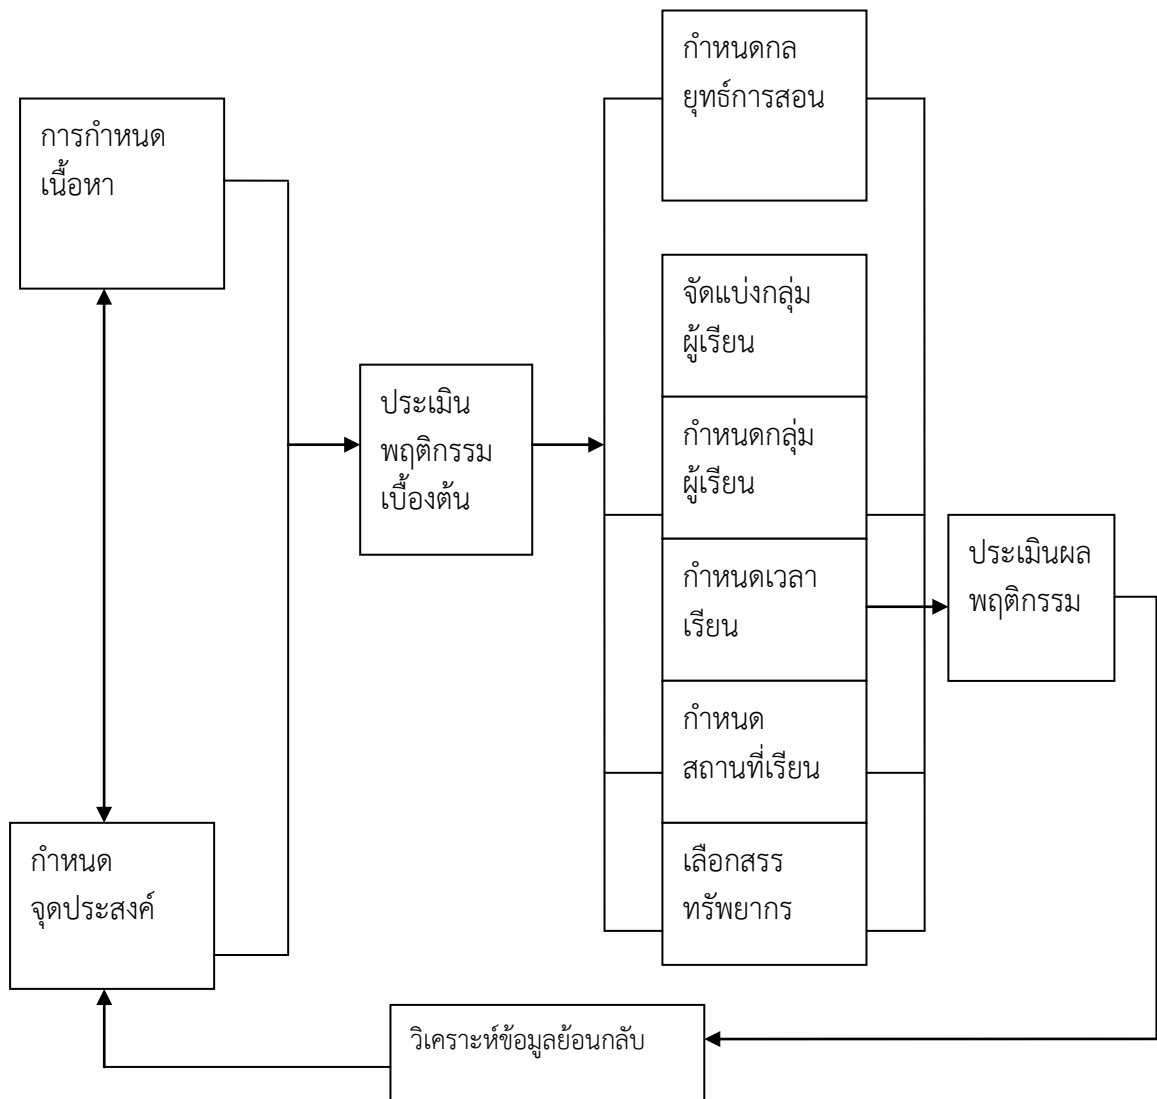 กำหนดกล
ยุทธ์การสอน
การกำหนด
เนื้อหา
จัดแบ่งกลุ่ม
ผู้เรียน
ประเมิน
พฤติกรรม
เบื้องต้น
กำหนดกลุ่ม
ผู้เรียน
กำหนดเวลา
เรียน
ประเมินผล
พฤติกรรม
กำหนด
สถานที่เรียน
กำหนด
จุดประสงค์
เลือกสรร
ทรัพยากร
วิเคราะห์ข้อมูลย้อนกลับ